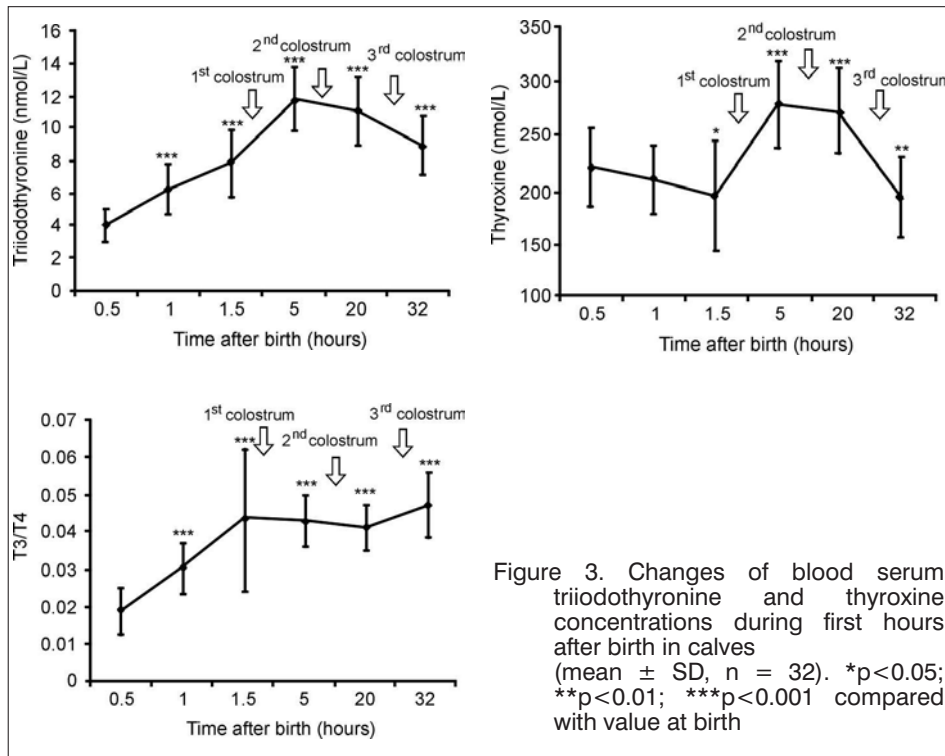 16
14
12
10
8
6
4
2
0
Triiodothyronine (nmol/L)
1st colostrum
2nd colostrum
3rd colostrum
***
***
***
***
***
0.5 1 1.5 5 20 32
Time after birth (hours)
350
300
250
200
150
100
Thyroxine (nmol/L)
1st colostrum
2nd colostrum
3rd colostrum
*
***
***
**
0.5 1 1.5 5 20 32
Time after birth (hours)
0.07
0.06
0.05
0.04
0.03
0.02
0.01
0
T3/T4
1st colostrum
2nd colostrum
3rd colostrum
***
***
***
***
***
0.5 1 1.5 5 20 32
Time after birth (hours)
Figure 3. Changes of blood serum
triiodothyronine and thyroxine
concentrations during first hours
after birth in calves
(mean ± SD, n = 32). *p<0.05;
**p<0.01; ***p<0.001 compared
with value at birth